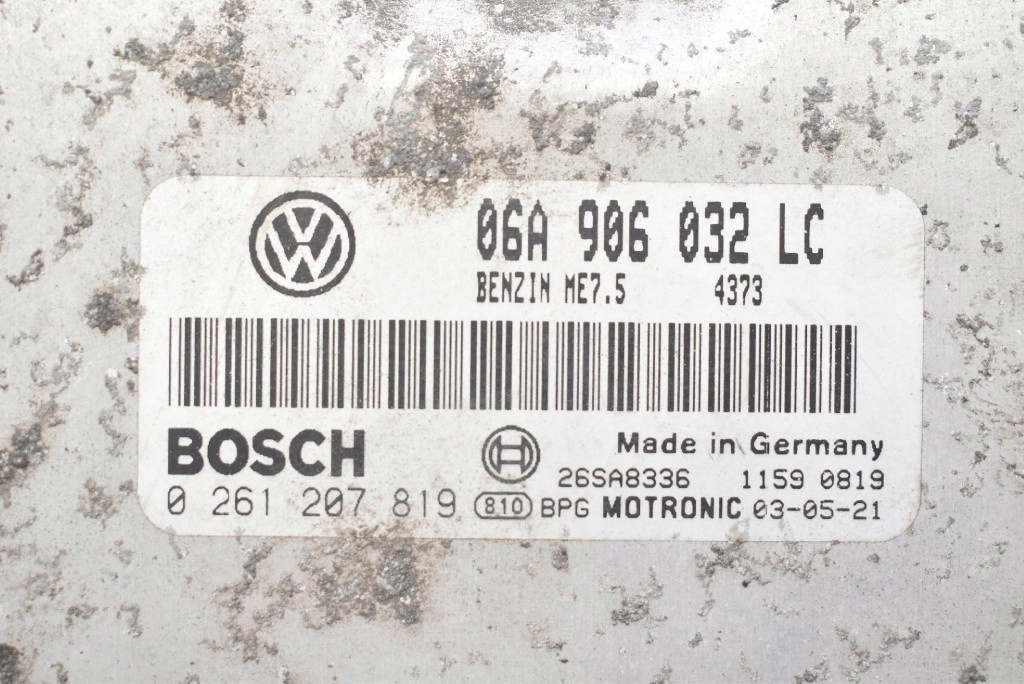 06A 906 032 LC
BENZIN ME7.5 4373
BOSCH
Made in Germany
26SA8336 1159 0819
0 261 207 819 810 BPG MOTRONIC 03-05-21